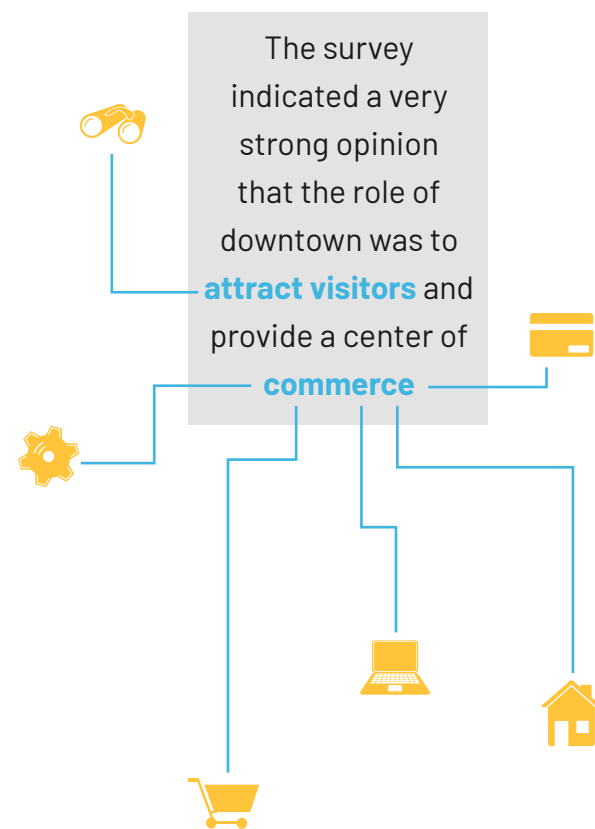 The survey
indicated a very
strong opinion
that the role of
downtown was to
attract visitors and
provide a center of
commerce